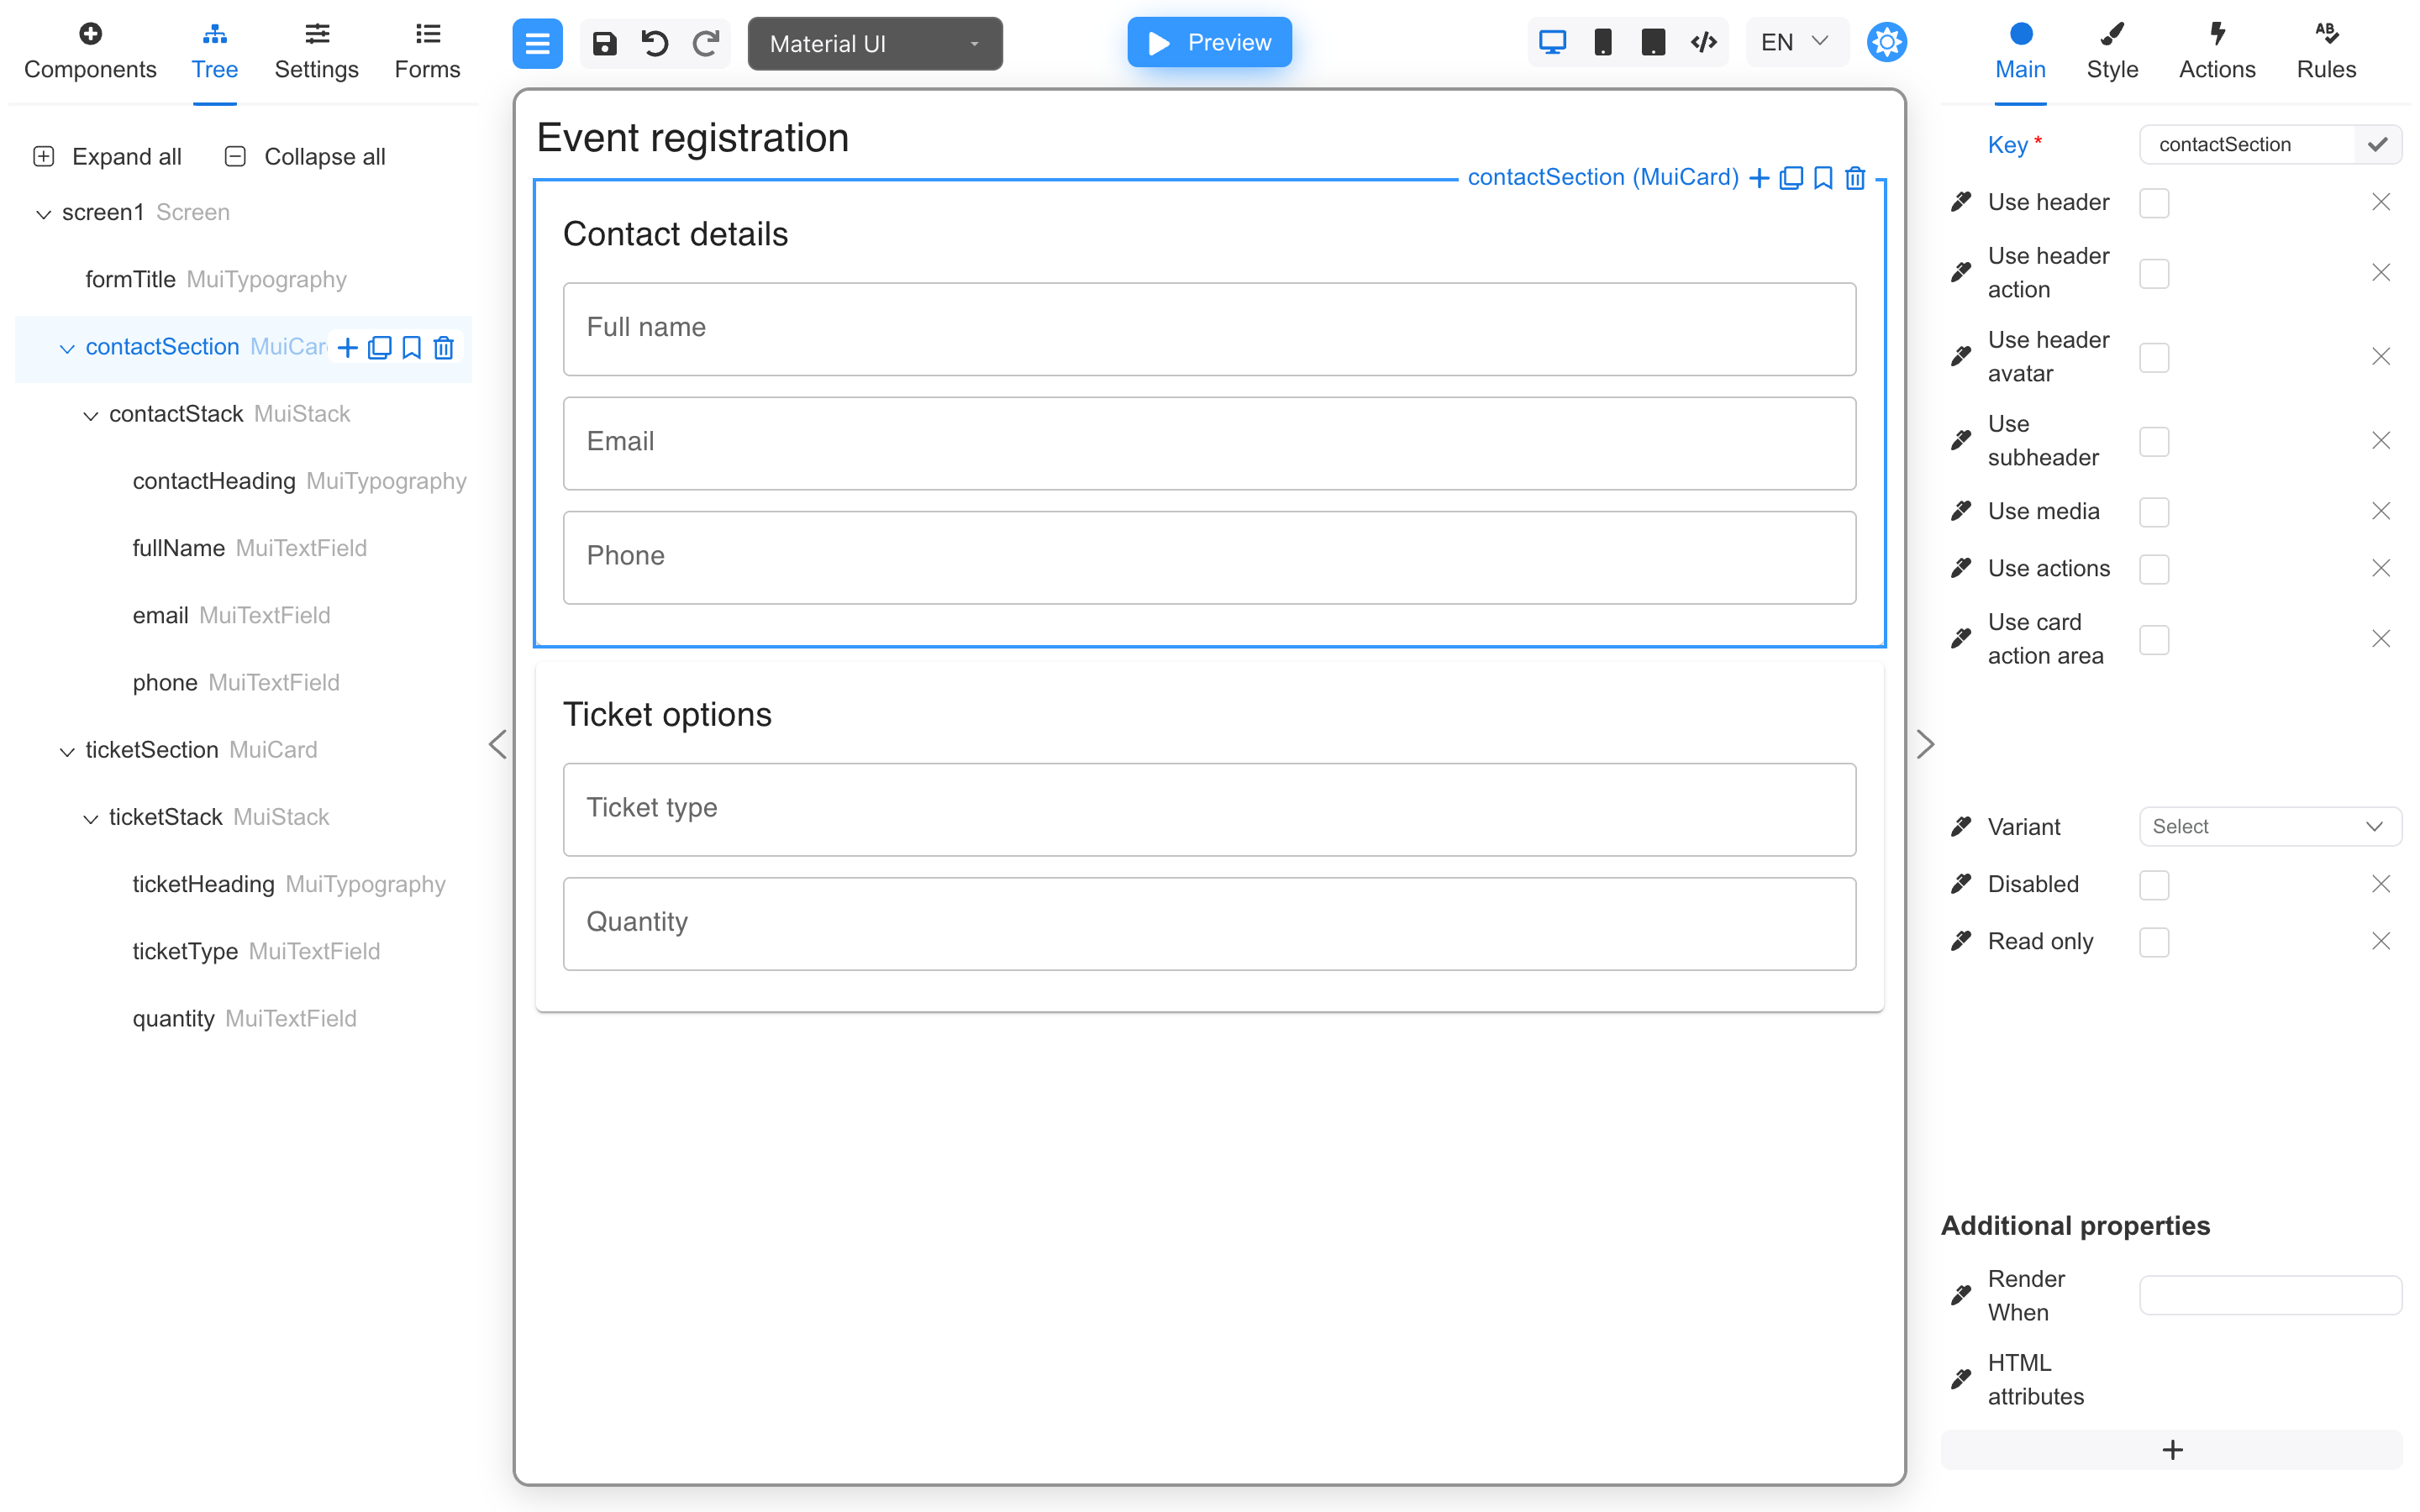 Components Tree Settings Forms
Material UI
Preview
EN
Main Style Actions Rules
Expand all Collapse all
screen1 Screen
formTitle MuiTypography
contactSection MuiCar
contactStack MuiStack
contactHeading MuiTypography
fullName MuiTextField
email MuiTextField
phone MuiTextField
ticketSection MuiCard
ticketStack MuiStack
ticketHeading MuiTypography
ticketType MuiTextField
quantity MuiTextField
Event registration
contactSection (MuiCard)
Contact details
Full name
Email
Phone
Ticket options
Ticket type
Quantity
Key * contactSection
Use header
Use header
action
Use header
avatar
Use
subheader
Use media
Use actions
Use card
action area
Variant Select
Disabled
Read only
Additional properties
Render
When
HTML
attributes